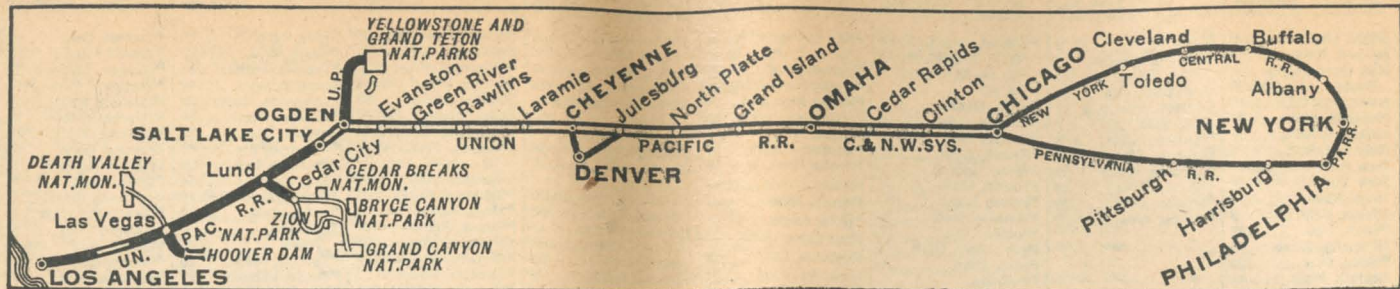 YELLOWSTONE AND
GRAND TETON
NAT.PARKS
U.P.
OGDEN
SALT LAKE CITY
Evanston
Green River
Rawlins
Laramie
CHEYENNE
Julesburg
North Platte
Grand Island
OMAHA
Cedar Rapids
Clinton
CHICAGO
UNION
PACIFIC
R.R.
C.& N.W.SYS.
DENVER
NEW
YORK
CENTRAL
R.R.
Toledo
Cleveland
Buffalo
Albany
NEW YORK
PA.R.R.
PENNSYLVANIA
R.R.
Pittsburgh
Harrisburg
PHILADELPHIA
DEATH VALLEY
NAT.MON.
Lund
Cedar City
CEDAR BREAKS
NAT.MON.
BRYCE CANYON
NAT.PARK
ZION
NAT.PARK
GRAND CANYON
NAT.PARK
Las Vegas
HOOVER DAM
UN.
PAC.
R.R.
LOS ANGELES